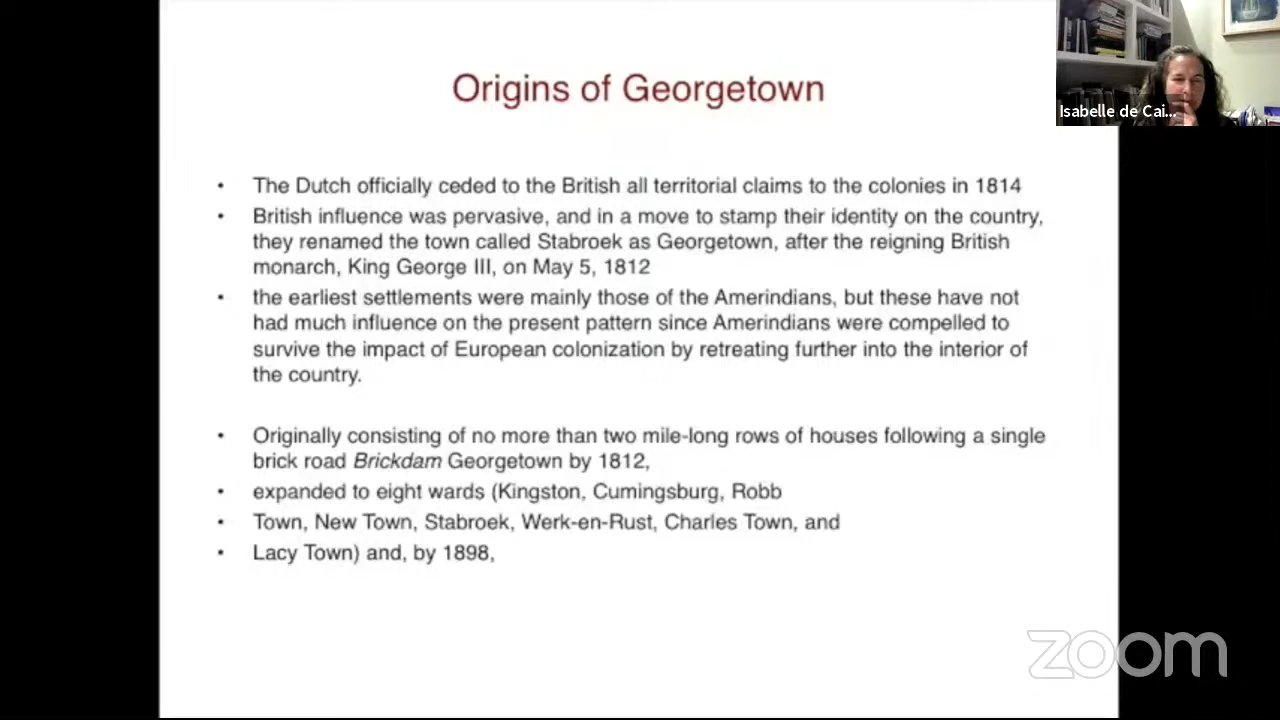 Origins of Georgetown
Isabelle de Cai...
• The Dutch officially ceded to the British all territorial claims to the colonies in 1814
• British influence was pervasive, and in a move to stamp their identity on the country,
they renamed the town called Stabroek as Georgetown, after the reigning British
monarch, King George III, on May 5, 1812
• the earliest settlements were mainly those of the Amerindians, but these have not
had much influence on the present pattern since Amerindians were compelled to
survive the impact of European colonization by retreating further into the interior of
the country.
• Originally consisting of no more than two mile-long rows of houses following a single
brick road Brickdam Georgetown by 1812,
• expanded to eight wards (Kingston, Cumingsburg, Robb
• Town, New Town, Stabroek, Werk-en-Rust, Charles Town, and
• Lacy Town) and, by 1898,
zoom